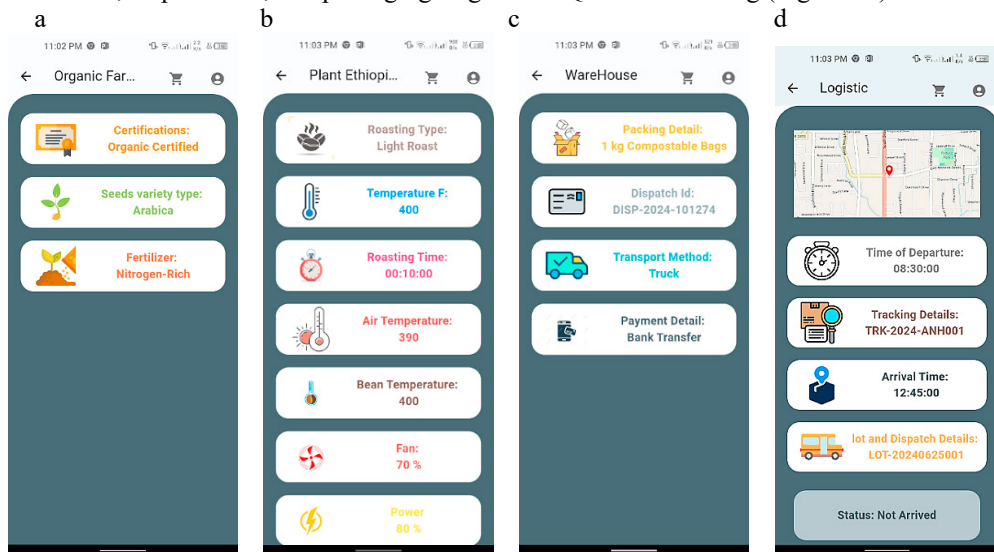 a
b
c
d
11:02 PM
Organic Far...
Certifications:
Organic Certified
Seeds variety type:
Arabica
Fertilizer:
Nitrogen-Rich
11:03 PM
Plant Ethiopi...
Roasting Type:
Light Roast
Temperature F:
400
Roasting Time:
00:10:00
Air Temperature:
390
Bean Temperature:
400
Fan:
70 %
Power
80 %
11:03 PM
WareHouse
Packing Detail:
1 kg Compostable Bags
Dispatch Id:
DISP-2024-101274
Transport Method:
Truck
Payment Detail:
Bank Transfer
11:03 PM
Logistic
Time of Departure:
08:30:00
Tracking Details:
TRK-2024-ANH001
Arrival Time:
12:45:00
lot and Dispatch Details:
LOT-20240625001
Status: Not Arrived